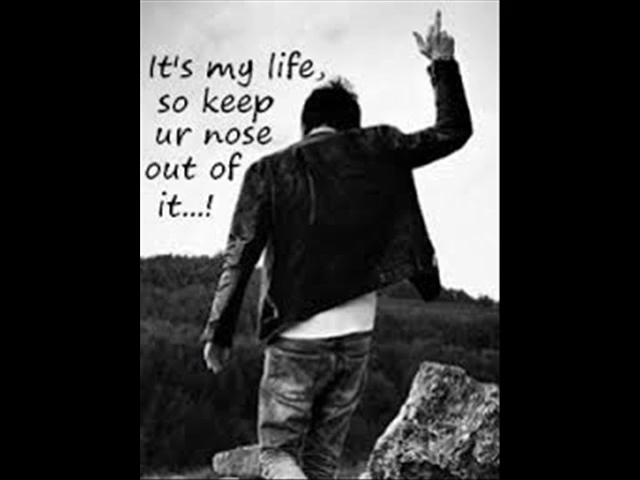 It's my life,
so keep
ur nose
out of
it...!